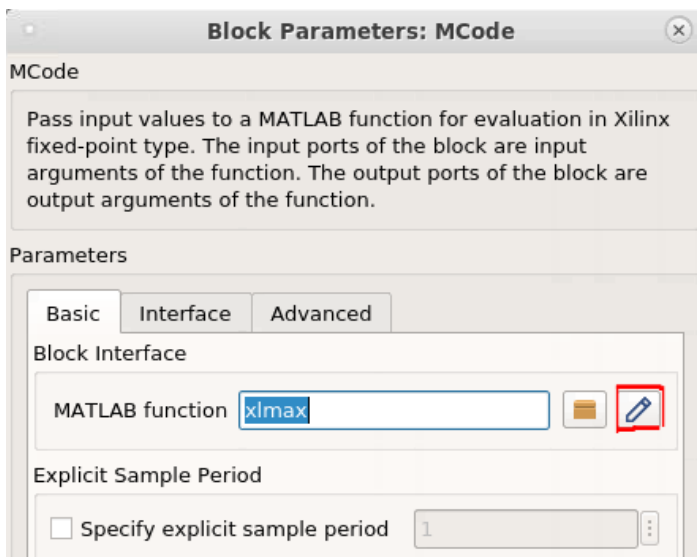 Block Parameters: MCode
MCode
Pass input values to a MATLAB function for evaluation in Xilinx
fixed-point type. The input ports of the block are input
arguments of the function. The output ports of the block are
output arguments of the function.
Parameters
Basic Interface Advanced
Block Interface
MATLAB function xlmax
Explicit Sample Period
Specify explicit sample period 1